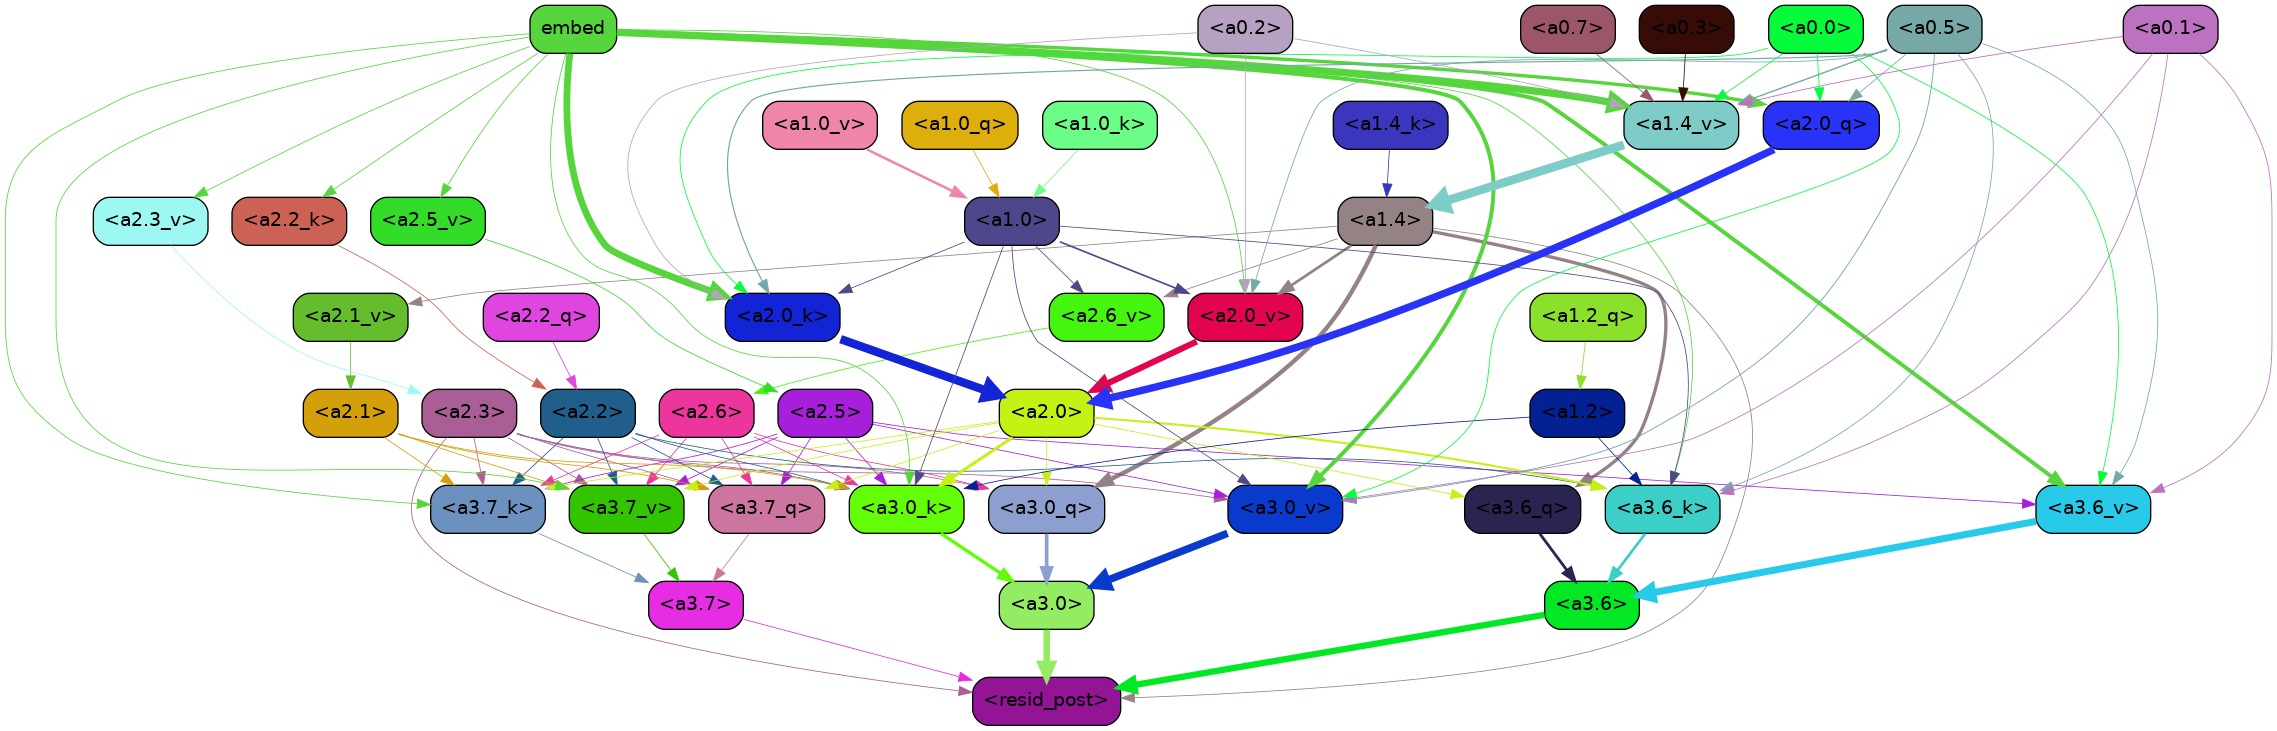 embed <a0.2> <a0.7> <a0.3> <a0.0> <a0.5> <a0.1>
<a1.0_v> <a1.0_q> <a1.0_k> <a1.4_k> <a1.4_v> <a2.0_q>
<a2.3_v> <a2.2_k> <a2.5_v> <a1.0> <a1.4>
<a2.1_v> <a2.2_q> <a2.0_k> <a2.6_v> <a2.0_v> <a1.2_q>
<a2.1> <a2.3> <a2.2> <a2.6> <a2.5> <a2.0> <a1.2>
<a3.7_k> <a3.7_v> <a3.7_q> <a3.0_k> <a3.0_q> <a3.0_v> <a3.6_q> <a3.6_k> <a3.6_v>
<a3.7> <a3.0> <a3.6>
<resid_post>